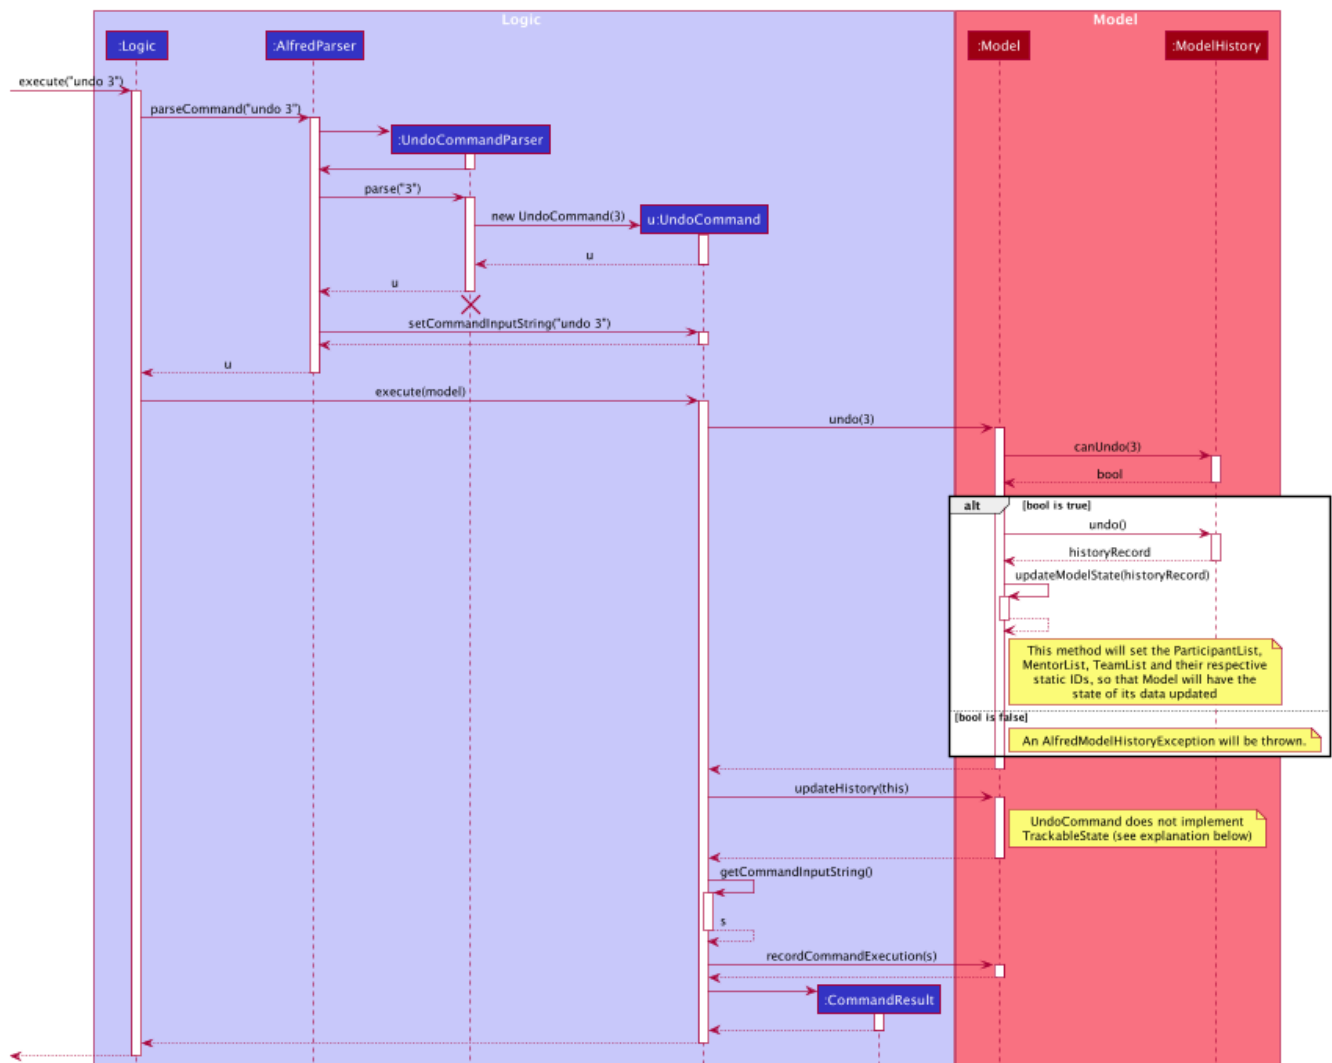 Logic
Model
:Logic
:AlfredParser
:Model
:ModelHistory
execute("undo 3")
parseCommand("undo 3")
:UndoCommandParser
parse("3")
new UndoCommand(3)
u:UndoCommand
u
u
setCommandInputString("undo 3")
u
execute(model)
undo(3)
canUndo(3)
bool
alt
[bool is true]
undo()
historyRecord
updateModelState(historyRecord)
This method will set the ParticipantList,
MentorList, TeamList and their respective
static IDs, so that Model will have the
state of its data updated
[bool is false]
An AlfredModelHistoryException will be thrown.
updateHistory(this)
UndoCommand does not implement
TrackableState (see explanation below)
getCommandInputString()
s
recordCommandExecution(s)
:CommandResult